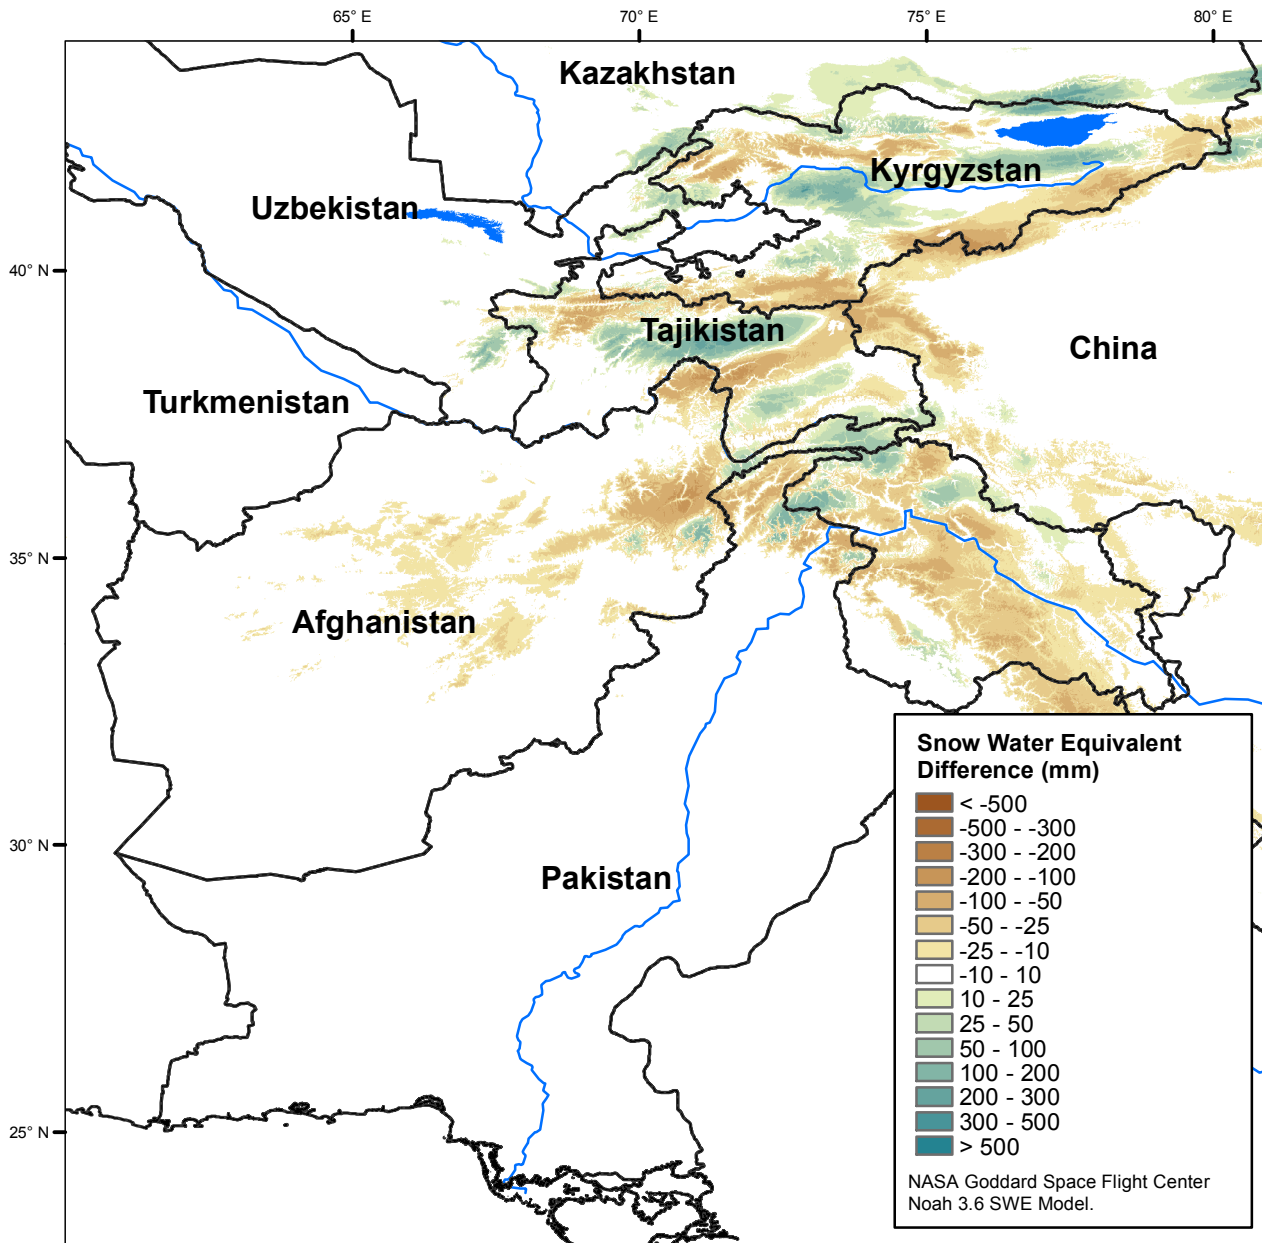 65° E
70° E
75° E
80° E
Kazakhstan
Kyrgyzstan
Uzbekistan
40° N
Tajikistan
China
Turkmenistan
35° N
Afghanistan
30° N
Pakistan
25° N
Snow Water Equivalent
Difference (mm)
< -500
-500 - -300
-300 - -200
-200 - -100
-100 - -50
-50 - -25
-25 - -10
-10 - 10
10 - 25
25 - 50
50 - 100
100 - 200
200 - 300
300 - 500
> 500
NASA Goddard Space Flight Center
Noah 3.6 SWE Model.